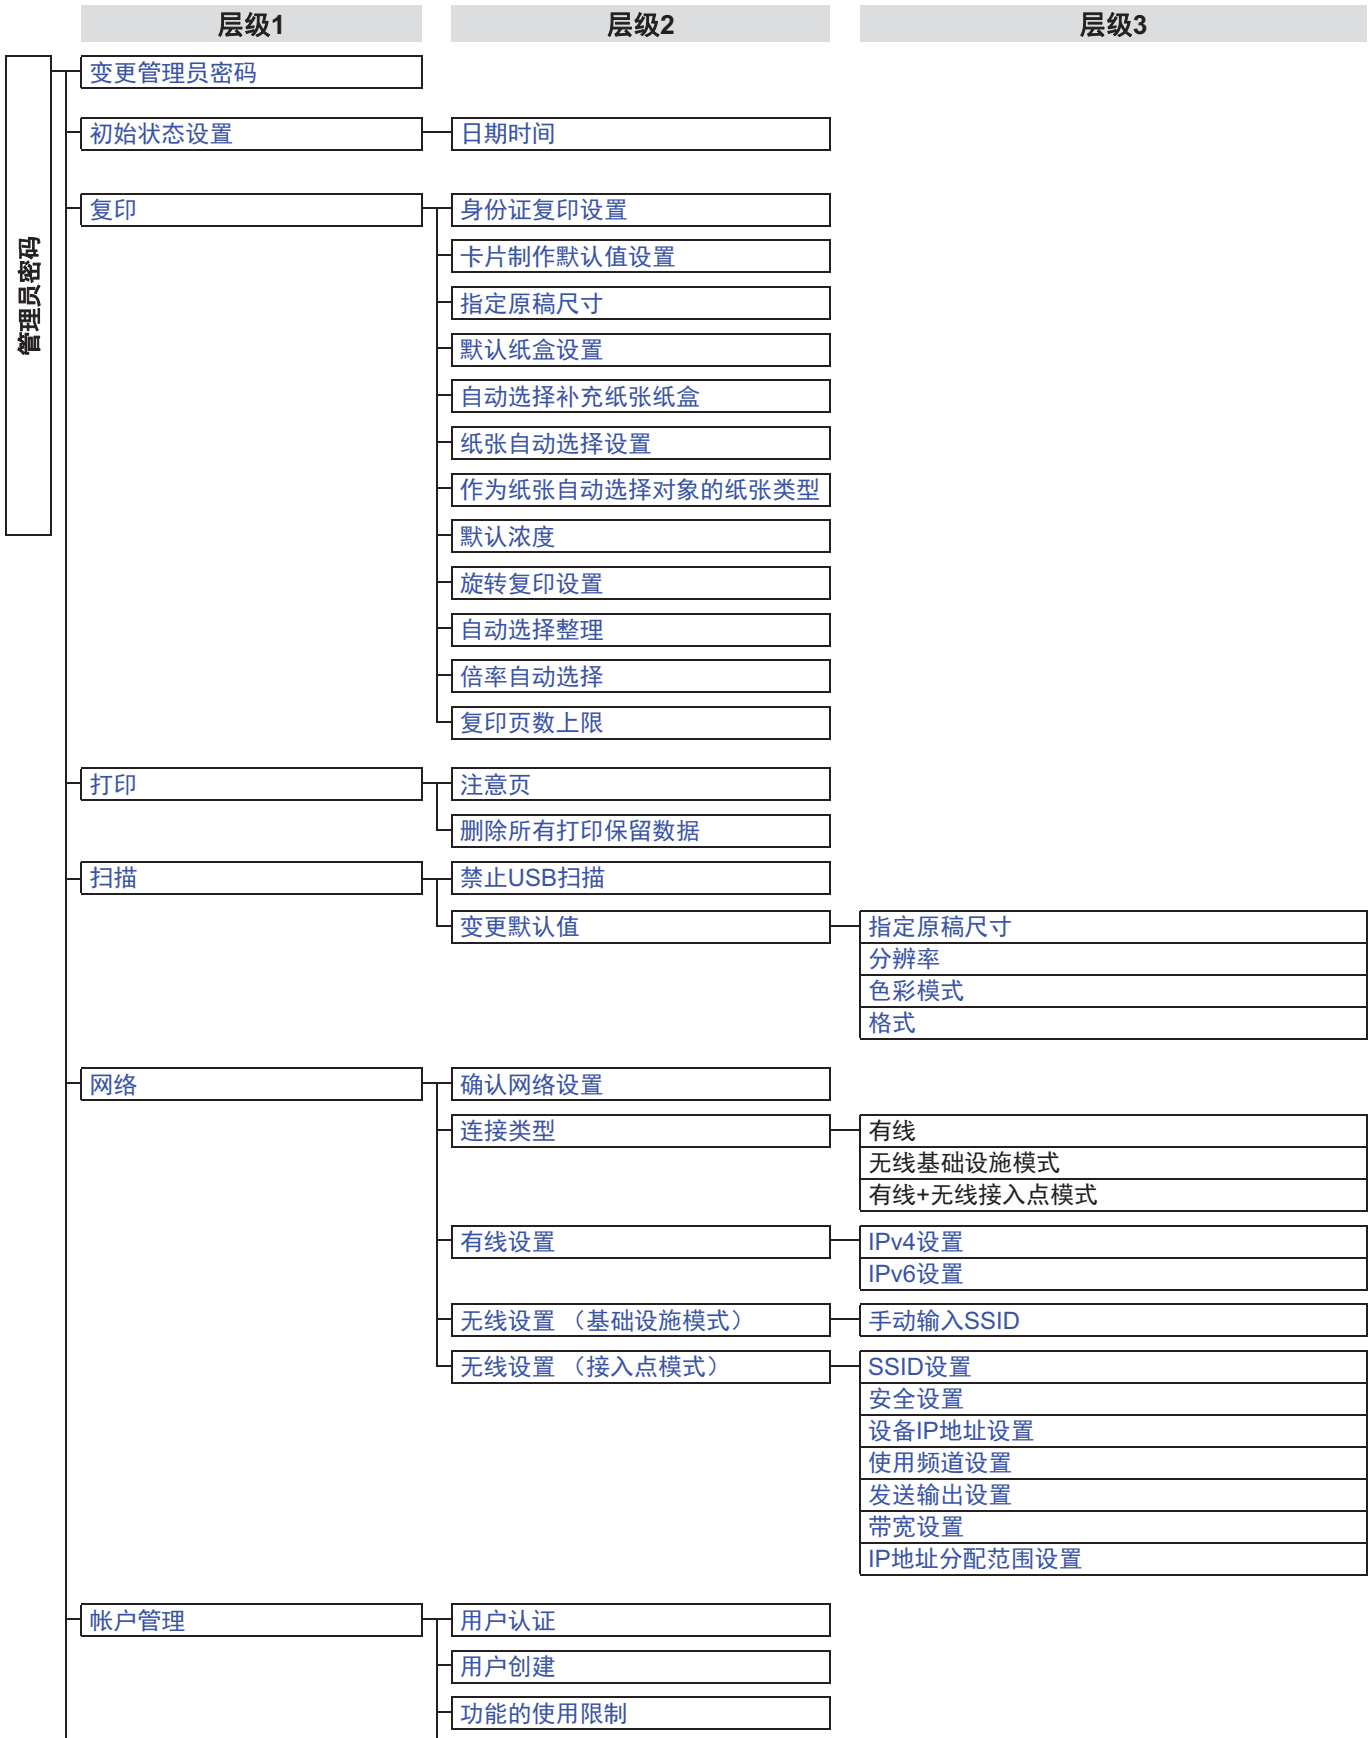 层级1
层级2
层级3
管理员密码
变更管理员密码
初始状态设置
日期时间
复印
身份证复印设置
卡片制作默认值设置
指定原稿尺寸
默认纸盒设置
自动选择补充纸张纸盒
纸张自动选择设置
作为纸张自动选择对象的纸张类型
默认浓度
旋转复印设置
自动选择整理
倍率自动选择
复印页数上限
打印
注意页
删除所有打印保留数据
扫描
禁止USB扫描
变更默认值
指定原稿尺寸
分辨率
色彩模式
格式
网络
确认网络设置
连接类型
有线
无线基础设施模式
有线+无线接入点模式
有线设置
IPv4设置
IPv6设置
无线设置 （基础设施模式）
手动输入SSID
无线设置 （接入点模式）
SSID设置
安全设置
设备IP地址设置
使用频道设置
发送输出设置
带宽设置
IP地址分配范围设置
帐户管理
用户认证
用户创建
功能的使用限制